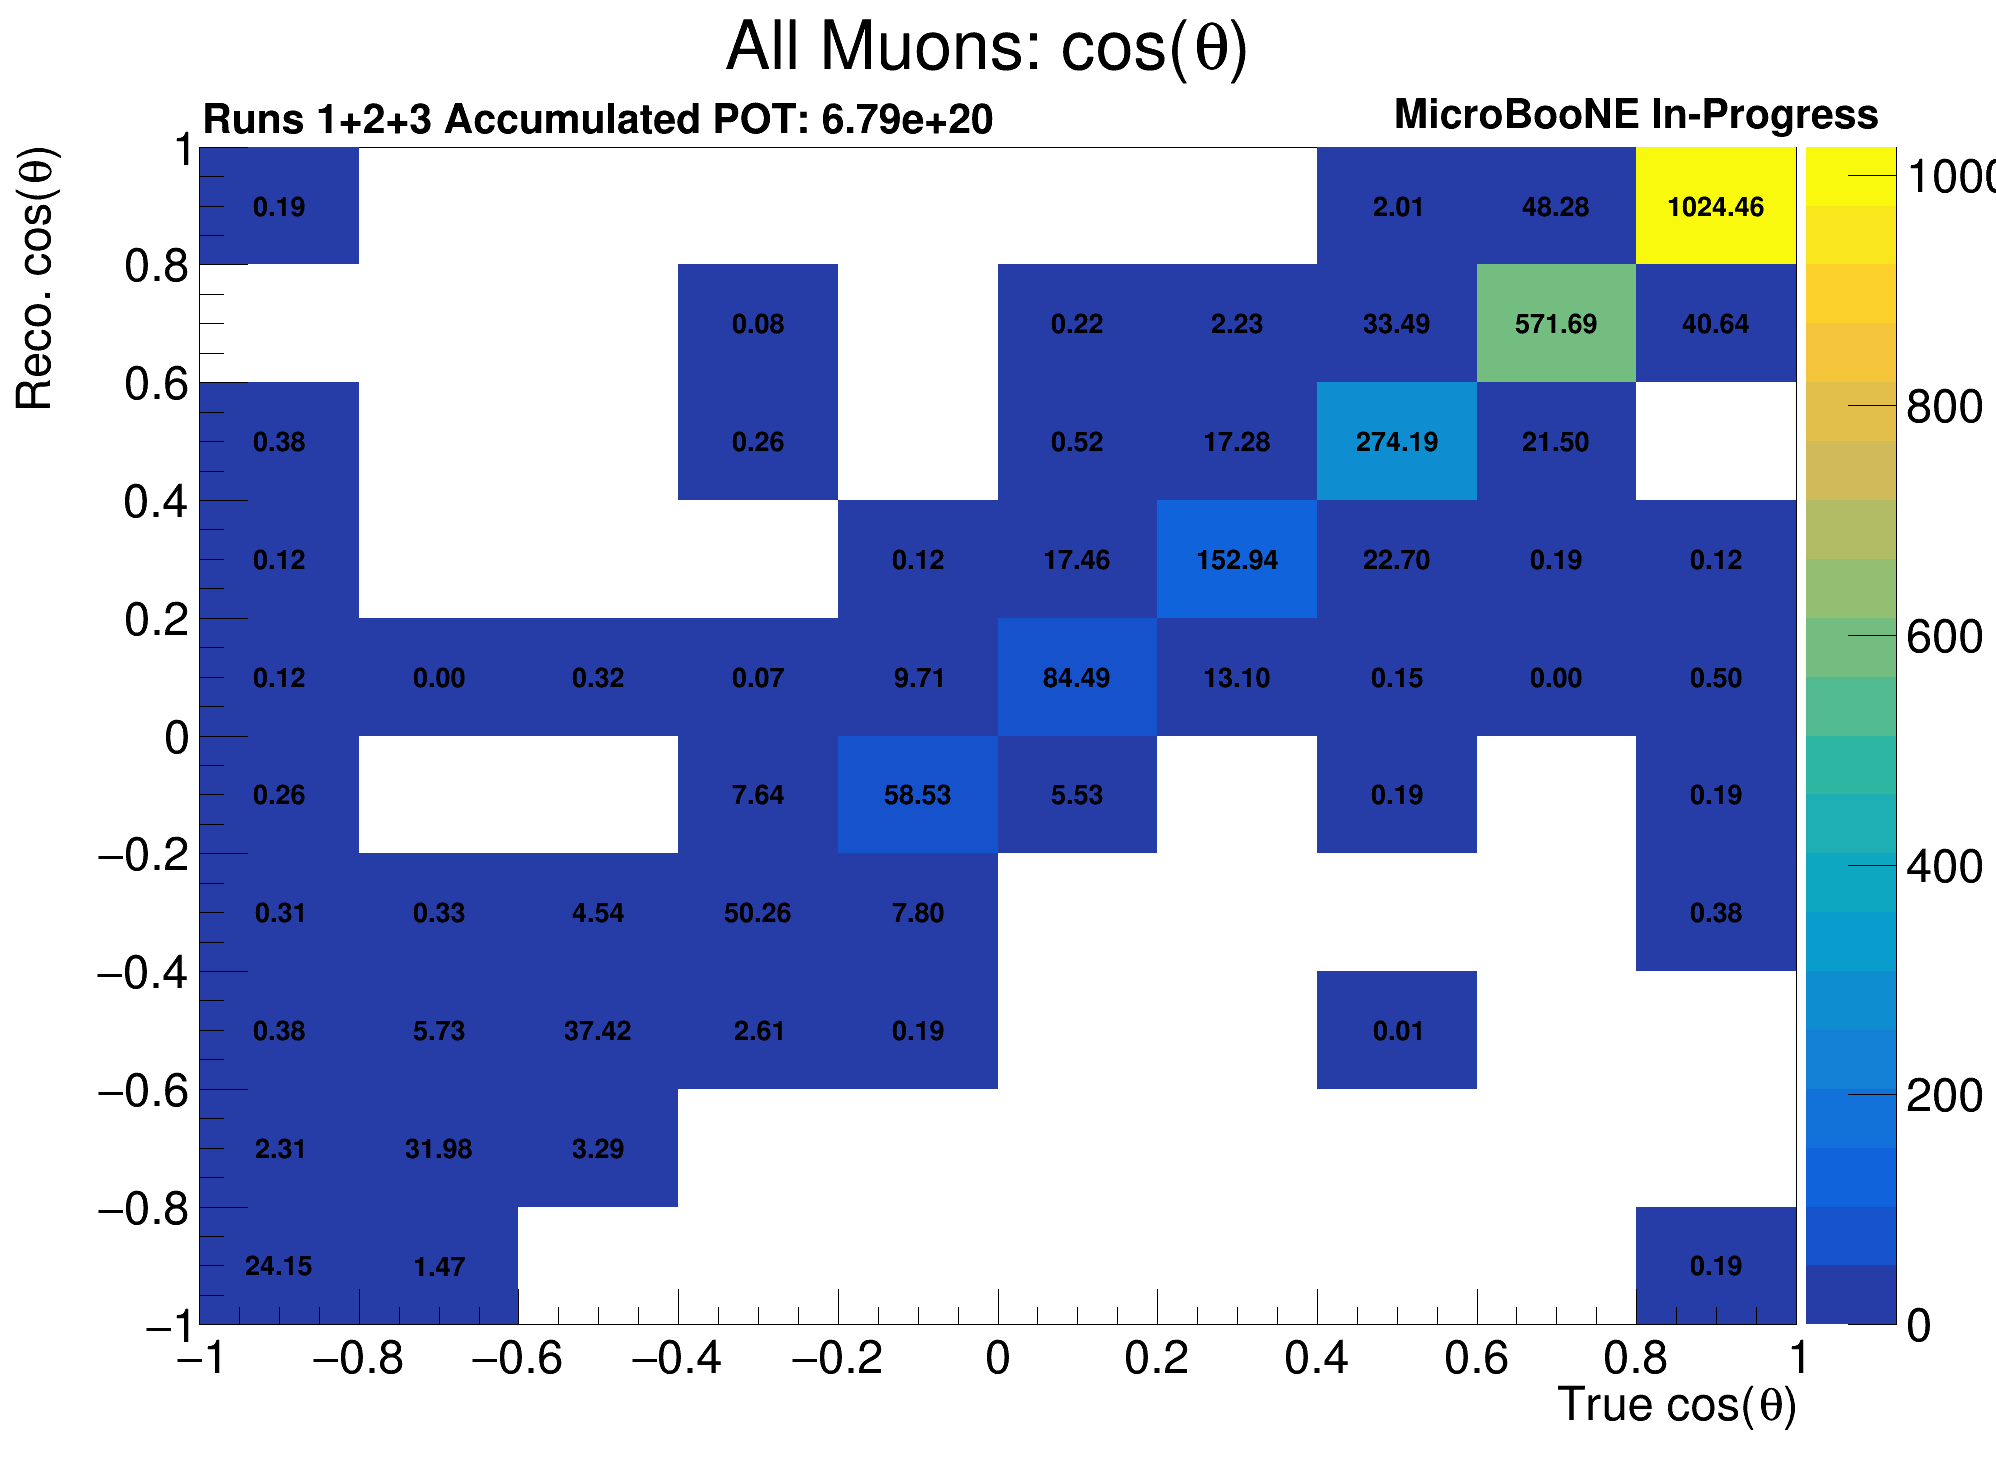 All Muons: cos(θ)
Runs 1+2+3 Accumulated POT: 6.79e+20
MicroBooNE In-Progress
Reco. cos(θ)
1
0.19 2.01 48.28 1024.46
0.8
0.08 0.22 2.23 33.49 571.69 40.64
0.6
0.38 0.26 0.52 17.28 274.19 21.50
0.4
0.12 0.12 17.46 152.94 22.70 0.19 0.12
0.2
0.12 0.00 0.32 0.07 9.71 84.49 13.10 0.15 0.00 0.50
0
0.26 7.64 58.53 5.53 0.19 0.19
−0.2
0.31 0.33 4.54 50.26 7.80 0.38
−0.4
0.38 5.73 37.42 2.61 0.19 0.01
−0.6
2.31 31.98 3.29
−0.8
24.15 1.47 0.19
−1
−1 −0.8 −0.6 −0.4 −0.2 0 0.2 0.4 0.6 0.8 1
True cos(θ)
800
600
400
200
0